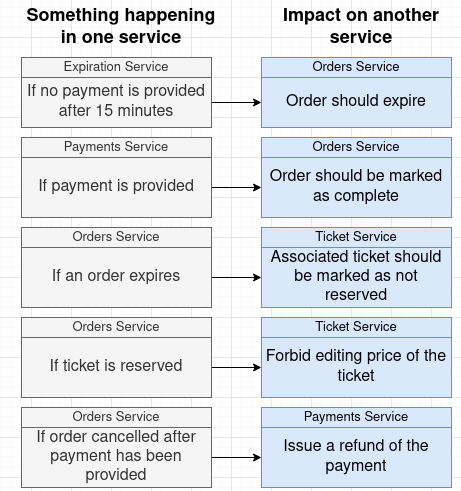 Something happening
in one service
Impact on another
service
Expiration Service
If no payment is provided
after 15 minutes
Orders Service
Order should expire
Payments Service
If payment is provided
Orders Service
Order should be marked
as complete
Orders Service
If an order expires
Ticket Service
Associated ticket should
be marked as not
reserved
Orders Service
If ticket is reserved
Ticket Service
Forbid editing price of the
ticket
Orders Service
If order cancelled after
payment has been
provided
Payments Service
Issue a refund of the
payment